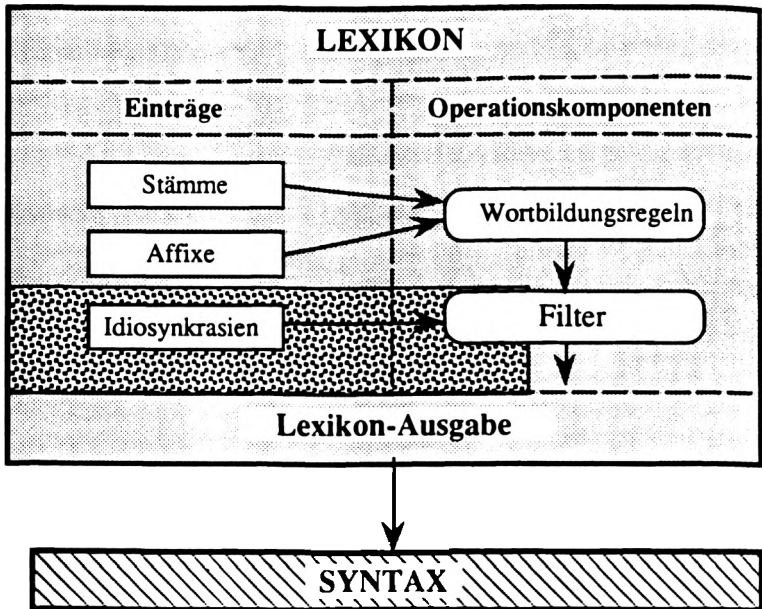 LEXIKON
Einträge
Operationskomponenten
Stämme
Wortbildungsregeln
Affixe
Idiosynkrasien
Filter
Lexikon-Ausgabe
SYNTAX